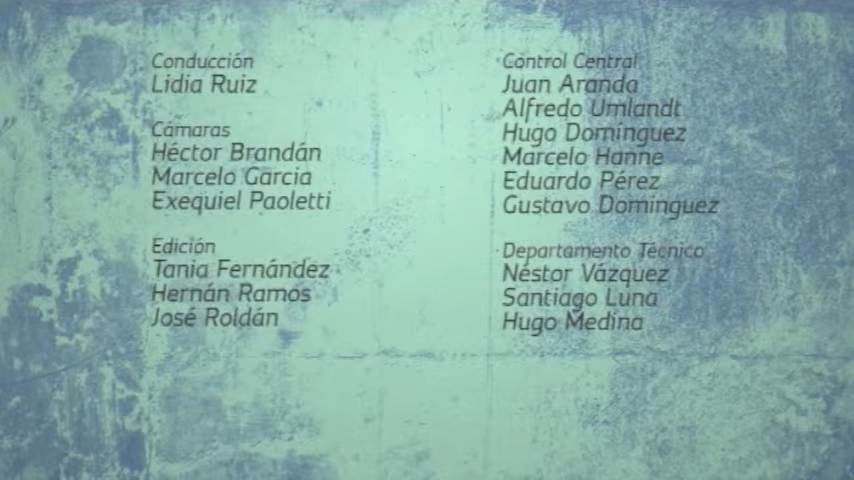 Conducción
Lidia Ruiz
Cámaras
Héctor Brandán
Marcelo Garcia
Exequiel Paoletti
Edición
Tania Fernández
Hernán Ramos
José Roldán
Control Central
Juan Aranda
Alfredo Umlandt
Hugo Domínguez
Marcelo Hanne
Eduardo Pérez
Gustavo Domínguez
Departamento Técnico
Néstor Vázquez
Santiago Luna
Hugo Medina